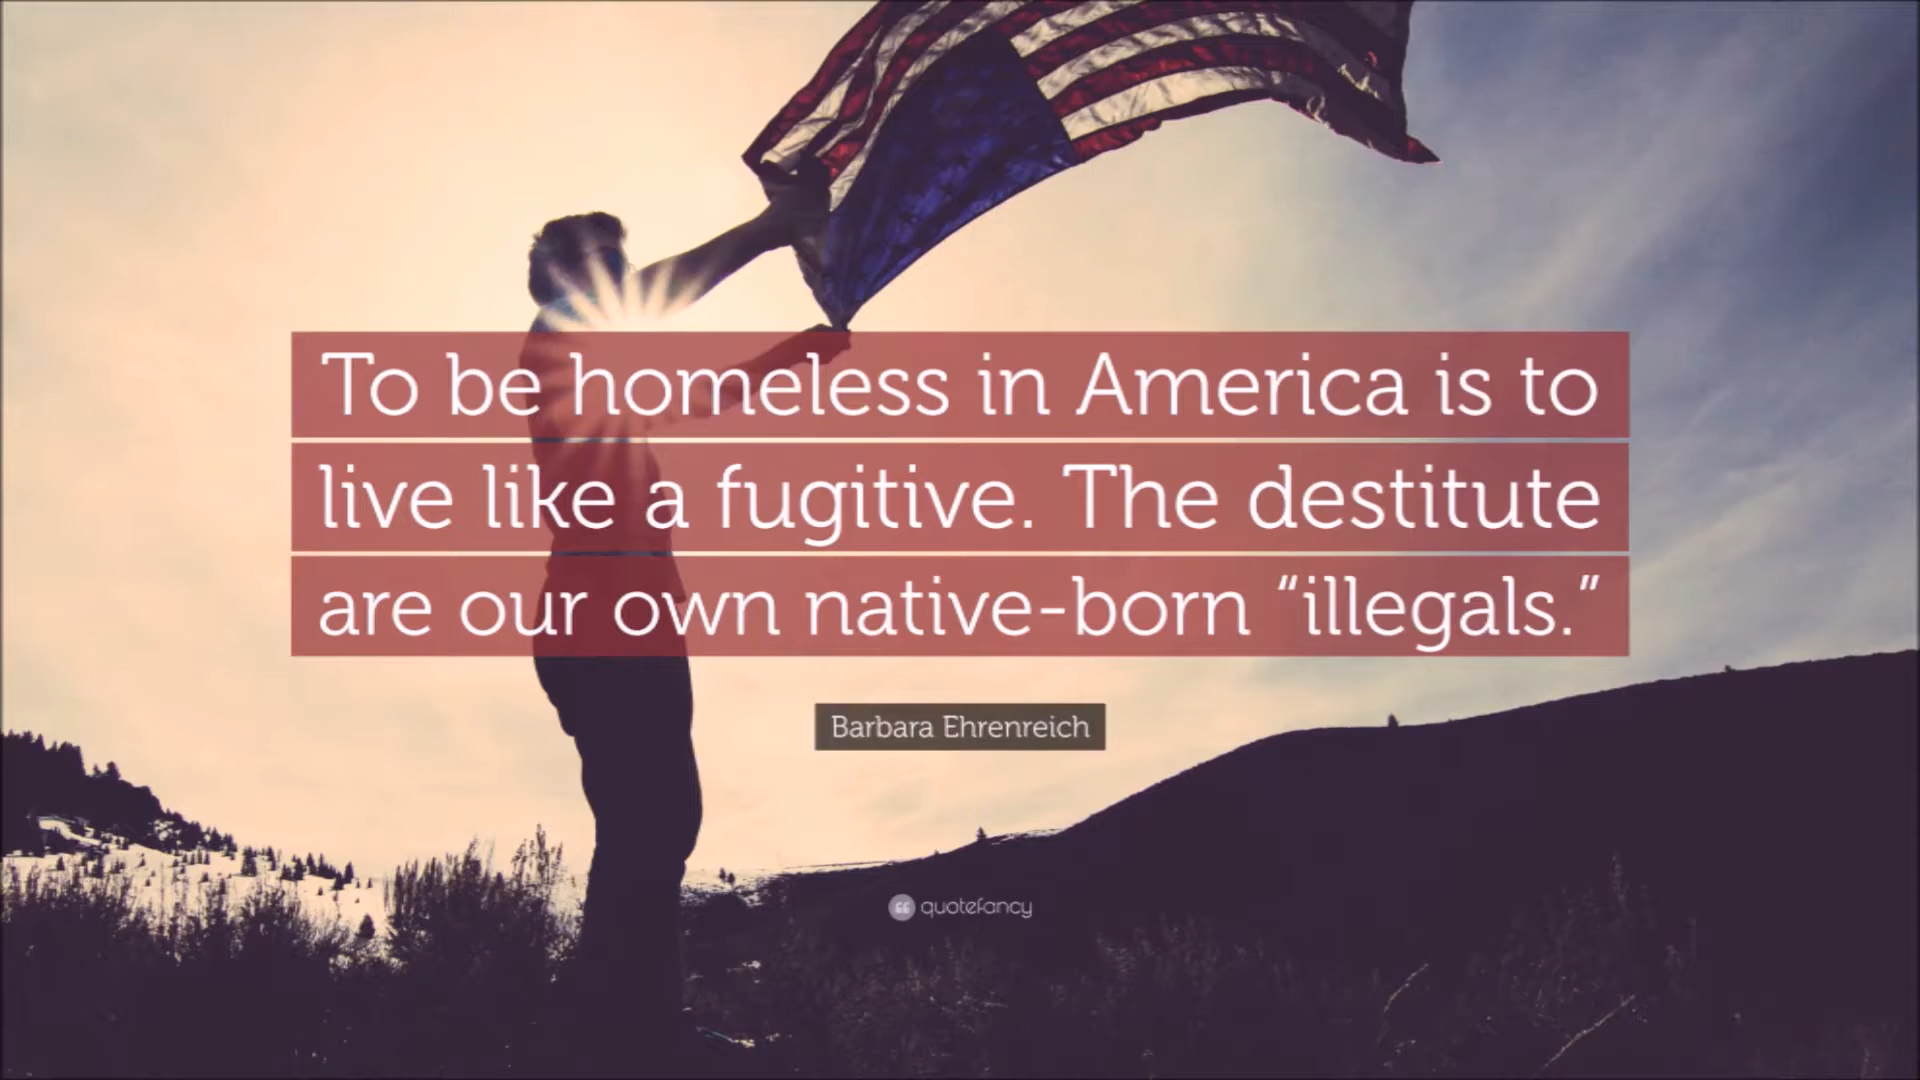 To be homeless in America is to
live like a fugitive. The destitute
are our own native-born “illegals.”
Barbara Ehrenreich
quotefancy